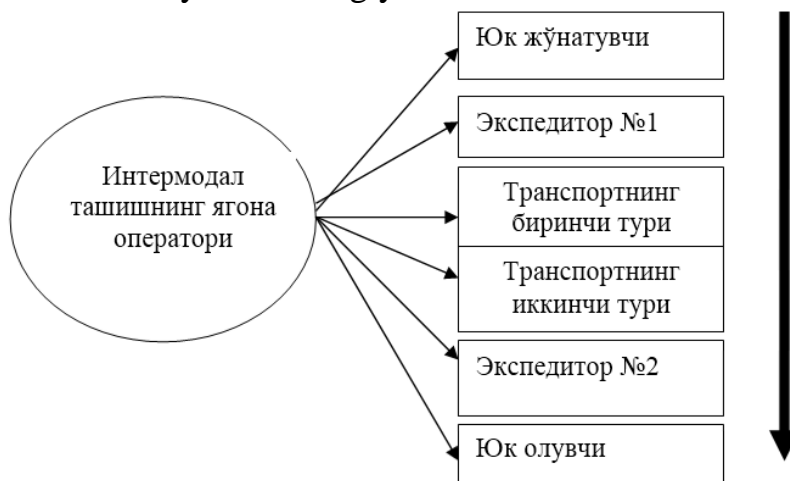 Юк жўнатувчи
Экспедитор №1
Интермодал
ташишнинг ягона
оператори
Транспортнинг
биринчи тури
Транспортнинг
иккинчи тури
Экспедитор №2
Юк олувчи